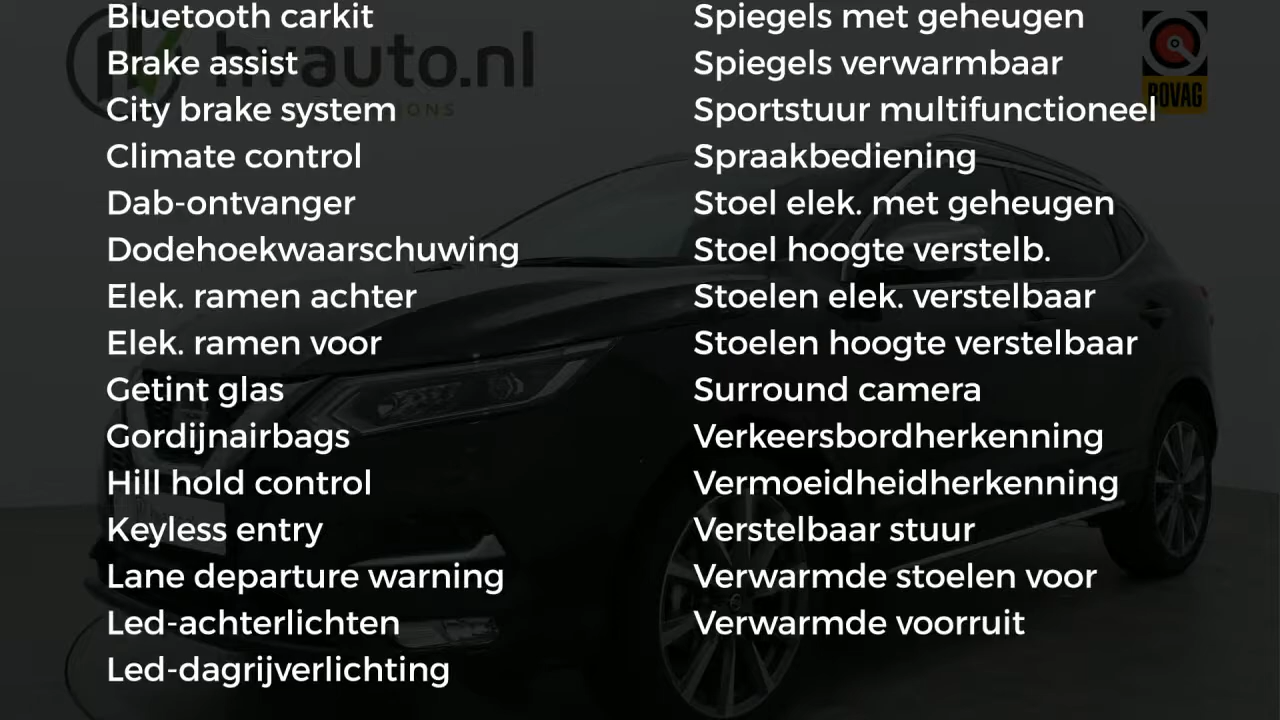 Bluetooth carkit
Brake assist
City brake system
Climate control
Dab-ontvanger
Dodehoekwaarschuwing
Elek. ramen achter
Elek. ramen voor
Getint glas
Gordijnairbags
Hill hold control
Keyless entry
Lane departure warning
Led-achterlichten
Led-dagrijverlichting
Spiegels met geheugen
Spiegels verwarmbaar
Sportstuur multifunctioneel
Spraakbediening
Stoel elek. met geheugen
Stoel hoogte verstelb.
Stoelen elek. verstelbaar
Stoelen hoogte verstelbaar
Surround camera
Verkeersbordherkenning
Vermoeidheidherkenning
Verstelbaar stuur
Verwarmde stoelen voor
Verwarmde voorruit
hvauto.nl
BOVAG